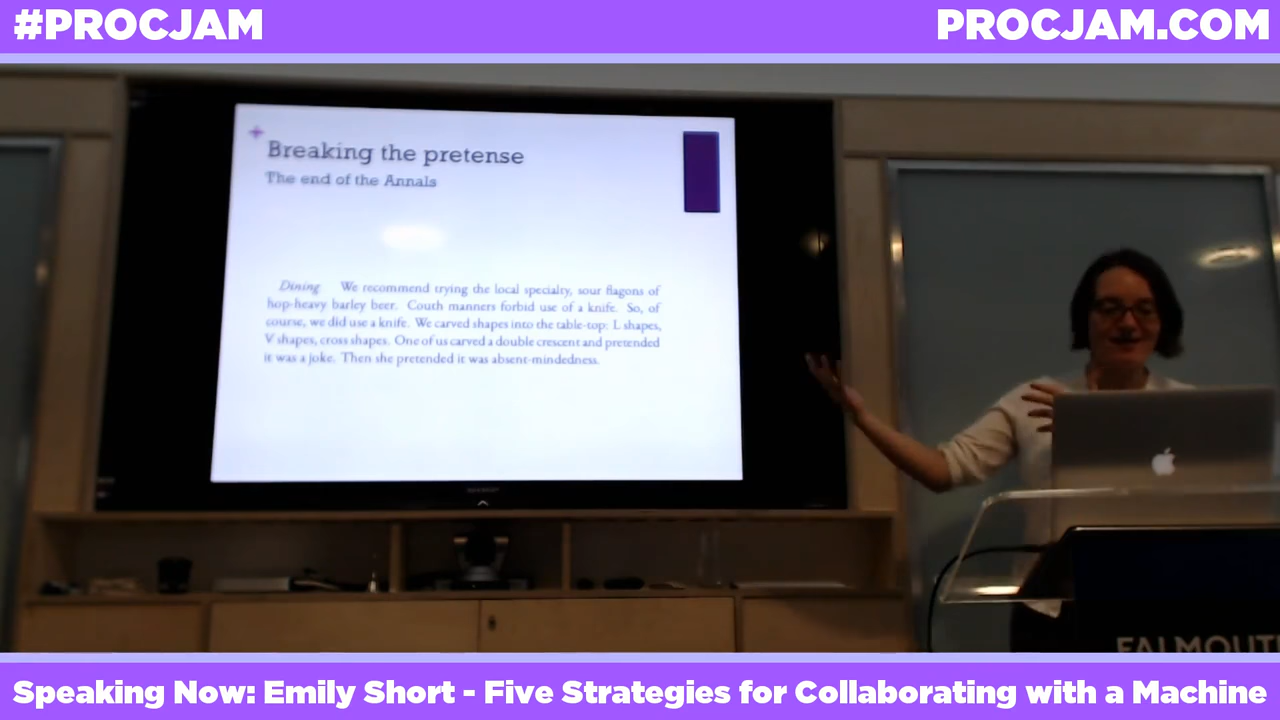 #PROCJAM
PROCJAM.COM
Breaking the pretense
The end of the Annals
Dining We recommend trying the local specialty, sour flagons of
hop-heavy barley beer. Couth manners forbid use of a knife. So, of
course, we did use a knife. We carved shapes into the table-top: L shapes,
V shapes, cross shapes. One of us carved a double crescent and pretended
it was a joke. Then she pretended it was absent-mindedness.
FALMOUT
Speaking Now: Emily Short - Five Strategies for Collaborating with a Machine